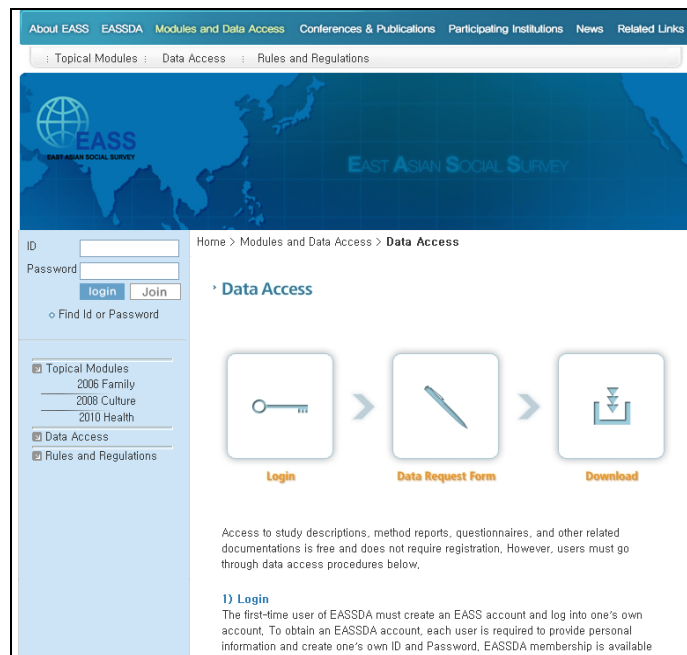 About EASS EASSDA Modules and Data Access Conferences & Publications Participating Institutions News Related Links
: Topical Modules : Data Access : Rules and Regulations
EASS
EAST ASIAN SOCIAL SURVEY
EAST ASIAN SOCIAL SURVEY
ID
Password
login Join
Find Id or Password
Topical Modules
2006 Family
2008 Culture
2010 Health
Data Access
Rules and Regulations
Home > Modules and Data Access > Data Access
Data Access
Login Data Request Form Download
Access to study descriptions, method reports, questionnaires, and other related
documentations is free and does not require registration, However, users must go
through data access procedures below,
1) Login
The first-time user of EASSDA must create an EASS account and log into one's own
account, To obtain an EASSDA account, each user is required to provide personal
information and create one's own ID and Password, EASSDA membership is available